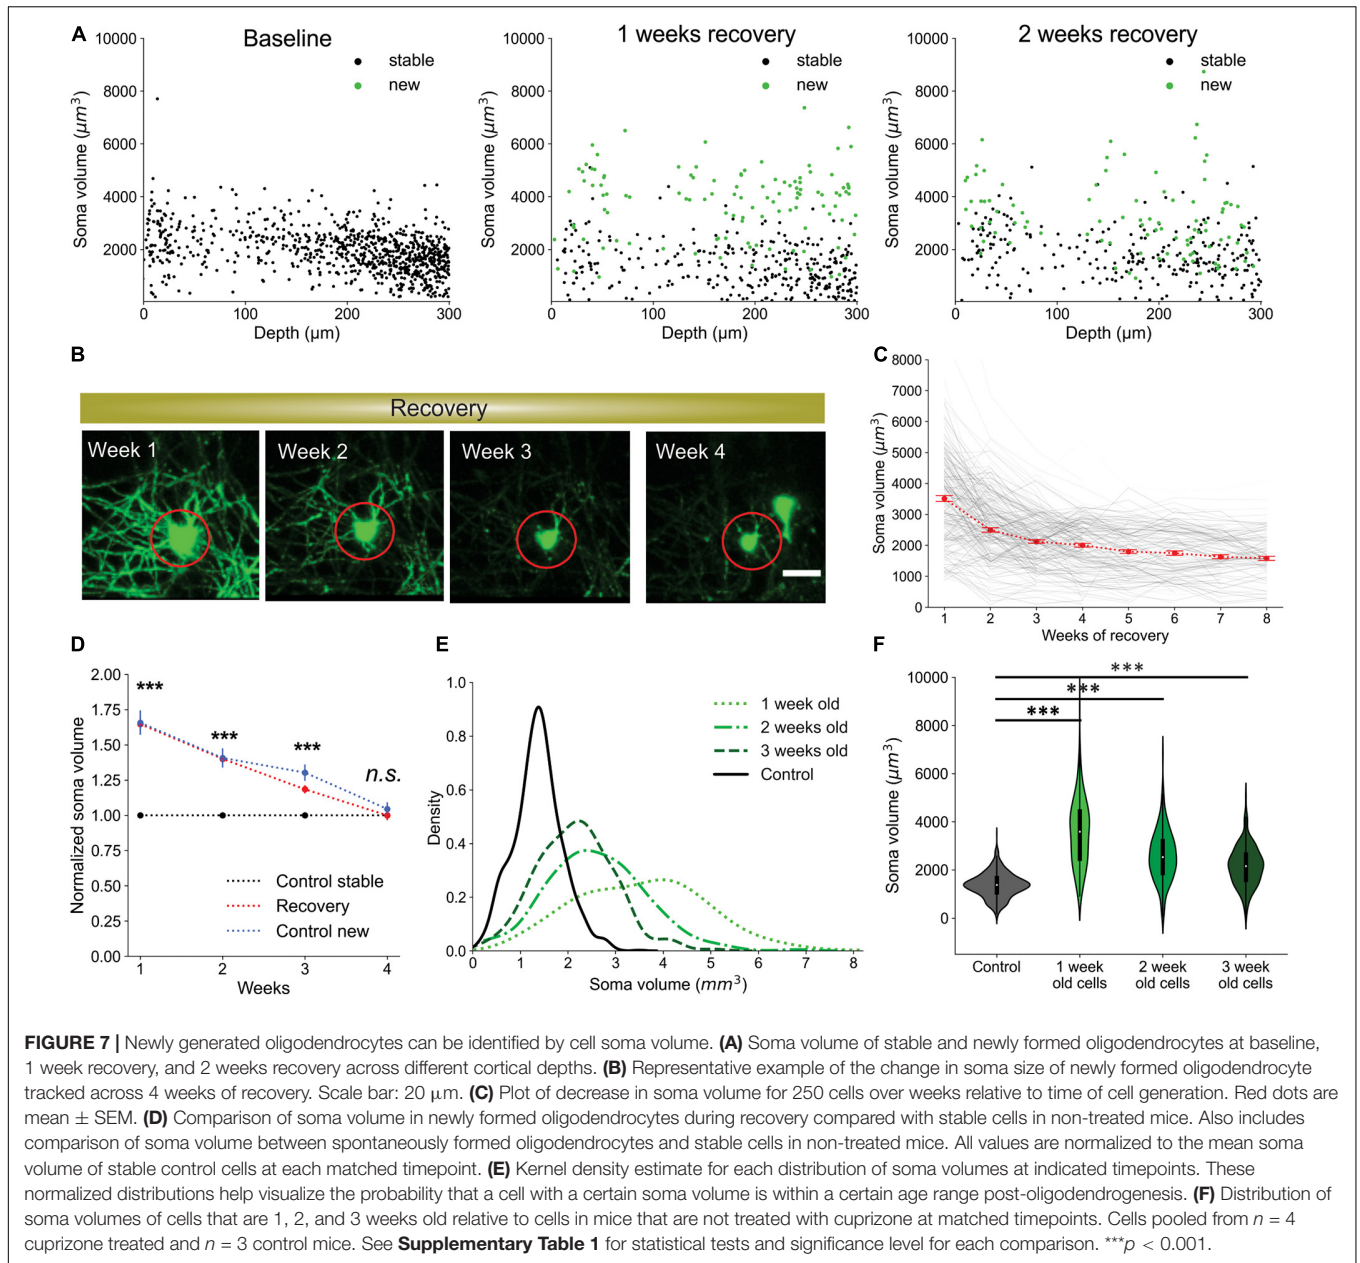 A
Baseline
1 weeks recovery
2 weeks recovery
10000
8000
6000
4000
2000
Soma volume (μm³)
stable
new
0
100
200
300
Depth (μm)
10000
8000
6000
4000
2000
Soma volume (μm³)
stable
new
0
100
200
300
Depth (μm)
10000
8000
6000
4000
2000
Soma volume (μm³)
stable
new
0
100
200
300
Depth (μm)
B
Recovery
Week 1
Week 2
Week 3
Week 4
C
8000
7000
6000
5000
4000
3000
2000
1000
0
Soma volume (μm³)
1 2 3 4 5 6 7 8
Weeks of recovery
D
2.00
1.75
1.50
1.25
1.00
0.75
0.50
0.25
0.00
Normalized soma volume
***
***
***
n.s.
Control stable
Recovery
Control new
1 2 3 4
Weeks
E
1.0
0.8
0.6
0.4
0.2
0.0
Density
1 week old
2 weeks old
3 weeks old
Control
0 1 2 3 4 5 6 7 8
Soma volume (mm³)
F
10000
8000
6000
4000
2000
0
Soma volume (μm³)
***
***
***
Control
1 week
old cells
2 week
old cells
3 week
old cells
FIGURE 7 | Newly generated oligodendrocytes can be identified by cell soma volume. (A) Soma volume of stable and newly formed oligodendrocytes at baseline,
1 week recovery, and 2 weeks recovery across different cortical depths. (B) Representative example of the change in soma size of newly formed oligodendrocyte
tracked across 4 weeks of recovery. Scale bar: 20 μm. (C) Plot of decrease in soma volume for 250 cells over weeks relative to time of cell generation. Red dots are
mean ± SEM. (D) Comparison of soma volume in newly formed oligodendrocytes during recovery compared with stable cells in non-treated mice. Also includes
comparison of soma volume between spontaneously formed oligodendrocytes and stable cells in non-treated mice. All values are normalized to the mean soma
volume of stable control cells at each matched timepoint. (E) Kernel density estimate for each distribution of soma volumes at indicated timepoints. These
normalized distributions help visualize the probability that a cell with a certain soma volume is within a certain age range post-oligodendrogenesis. (F) Distribution of
soma volumes of cells that are 1, 2, and 3 weeks old relative to cells in mice that are not treated with cuprizone at matched timepoints. Cells pooled from n = 4
cuprizone treated and n = 3 control mice. See Supplementary Table 1 for statistical tests and significance level for each comparison. ***p < 0.001.